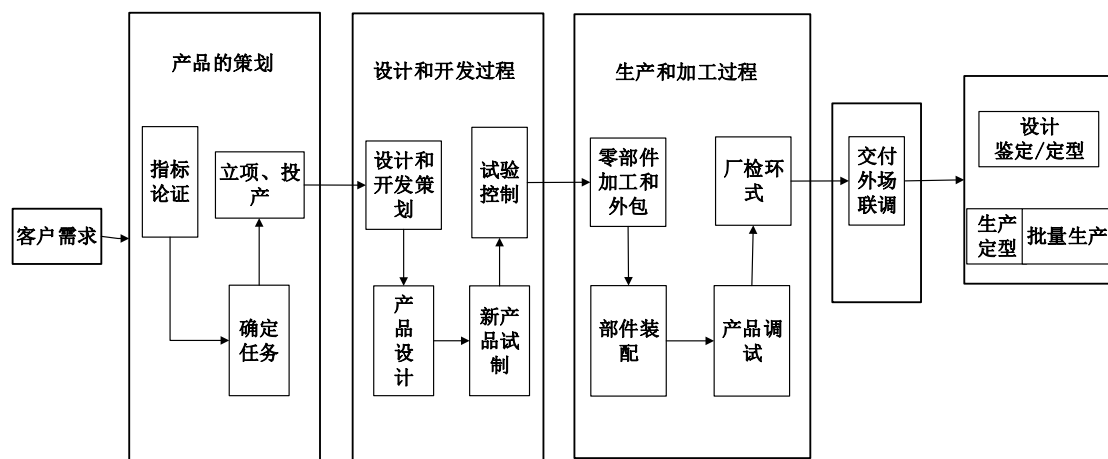 客户需求
产品的策划
指标
论证
确定
任务
立项、投
产
设计和开发过程
设计和
开发策
划
产
品
设
计
新产
品试
制
试验
控制
生产和加工过程
零部件
加工和
外包
部件装
配
产品调
试
厂检环
式
交付
外场
联调
设计
鉴定/定型
生产
定型
批量生产